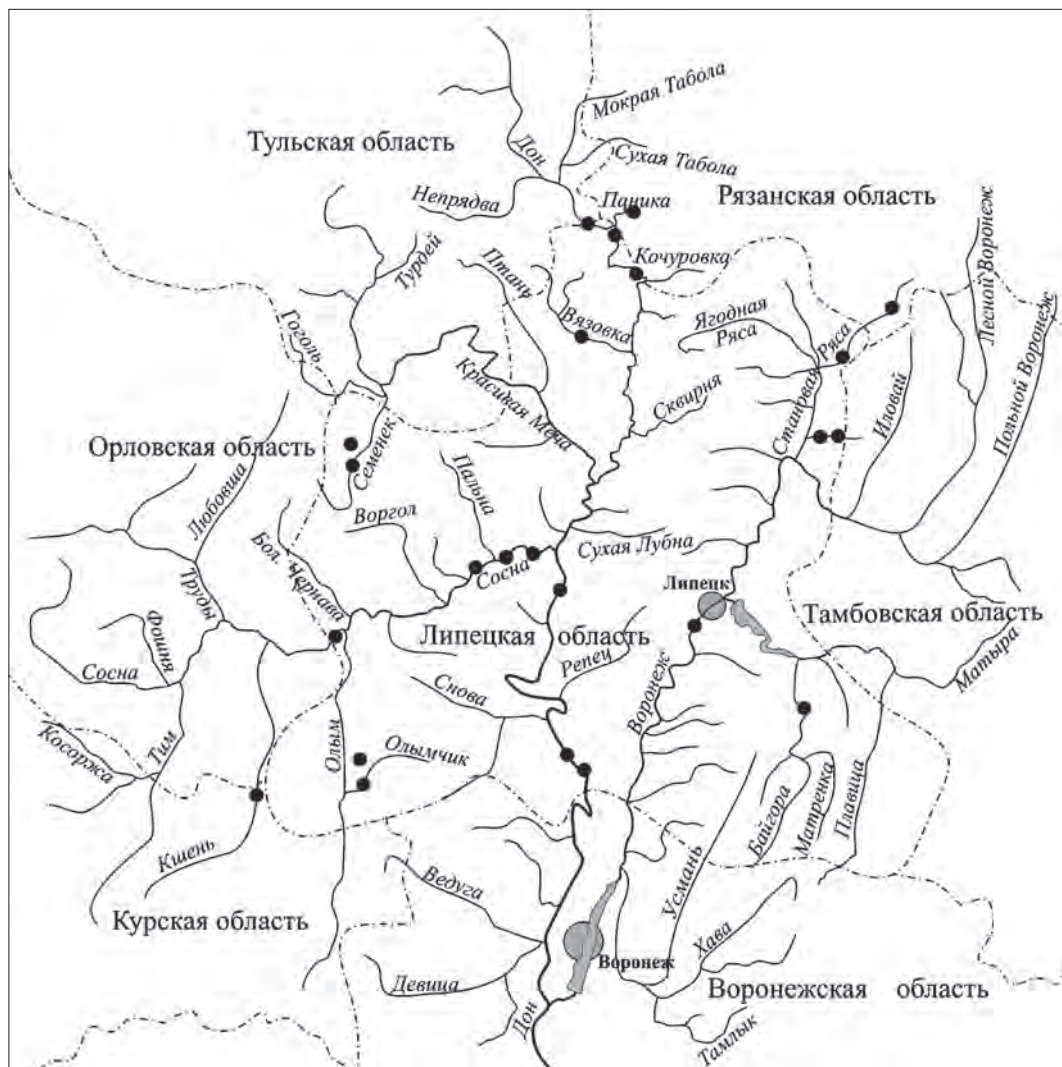 Мокрая Табола
Тульская область
Дон
Сухая Табола
Непрядва
Паника
Рязанская область
Лесной Воронеж
Турдей
Птань
Кочуровка
Гоголь
Вязовка
Ягодная
Ряса
Становая Ряса
Польной Воронеж
Красивая Меча
Сквирня
Иловай
Орловская область
Семенек
Любовша
Пальна
Воргол
Бол. Чернава
Сосна
Сухая Лубна
Труды
Липецк
Фошня
Липецкая область
Тамбовская область
Сосна
Репец
Матыра
Снова
Воронеж
Косоржа
Тим
Олым
Олымчик
Байгора
Матренка
Плавица
Кшень
Усмань
Ведуга
Курская область
Хава
Воронеж
Девица
Воронежская область
Дон
Тамлык